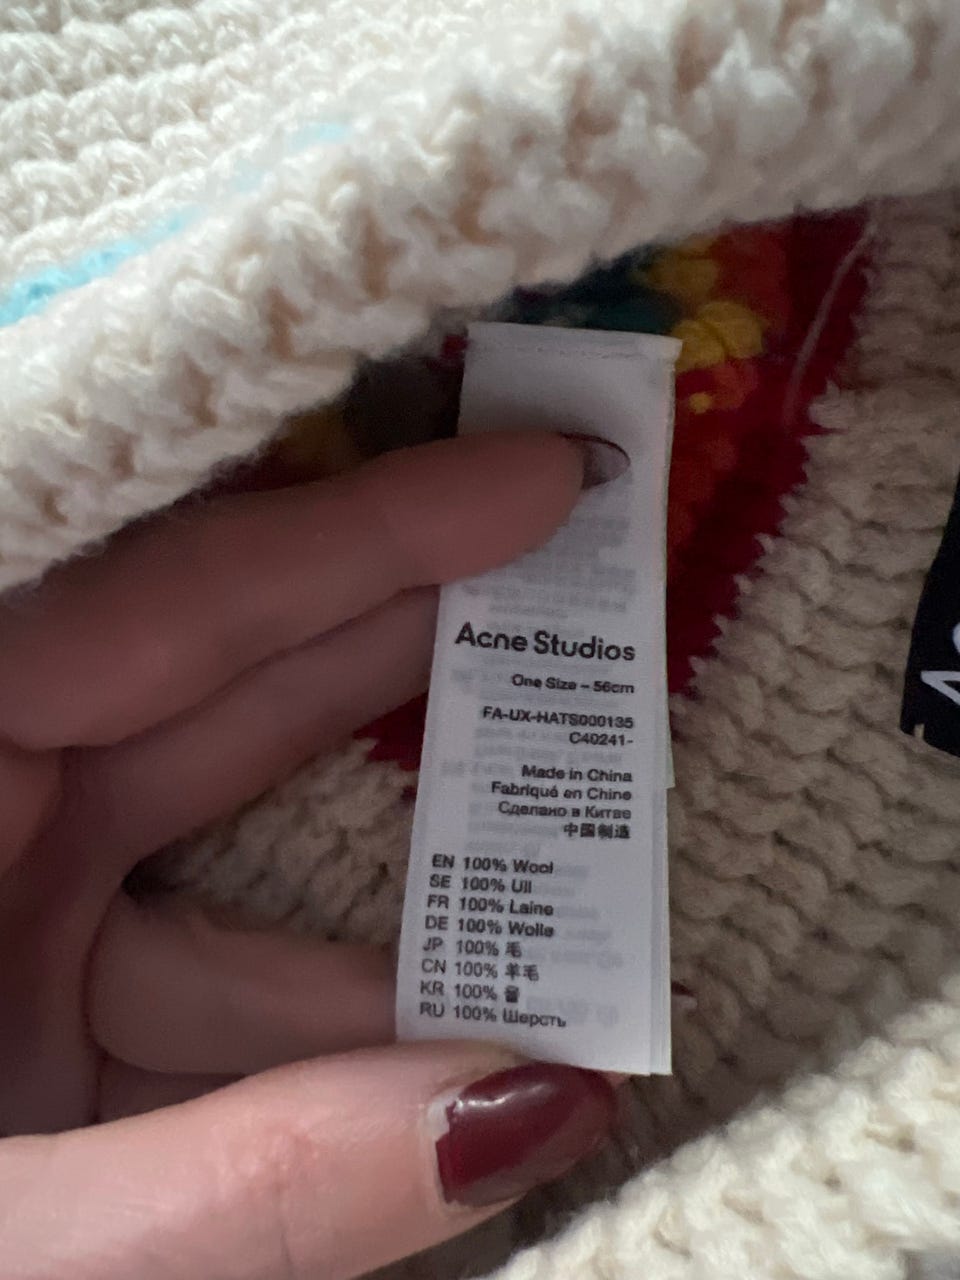 Acne Studios
One Size – 56cm
FA-UX-HATS000135
C40241-
Made in China
Fabriqué en Chine
Сделано в Китае
中国制造
EN 100% Wool
SE 100% Ull
FR 100% Laine
DE 100% Wolle
JP 100% 毛
CN 100% 羊毛
KR 100% 울
RU 100% Шерсть